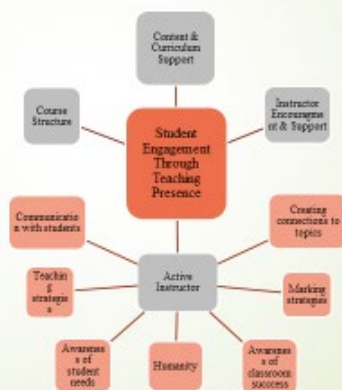 Content &
Curriculum
Support
Course
Structure
Instructor
Encouragme
nt & Support
Student
Engagement
Through
Teaching
Presence
Communicatio
n with students
Creating
connections to
topics
Teachin
g
strategie
s
Active
Instructor
Marking
strategies
Awarenes
s of
student
needs
Humanity
Awarenes
s of
classroom
success